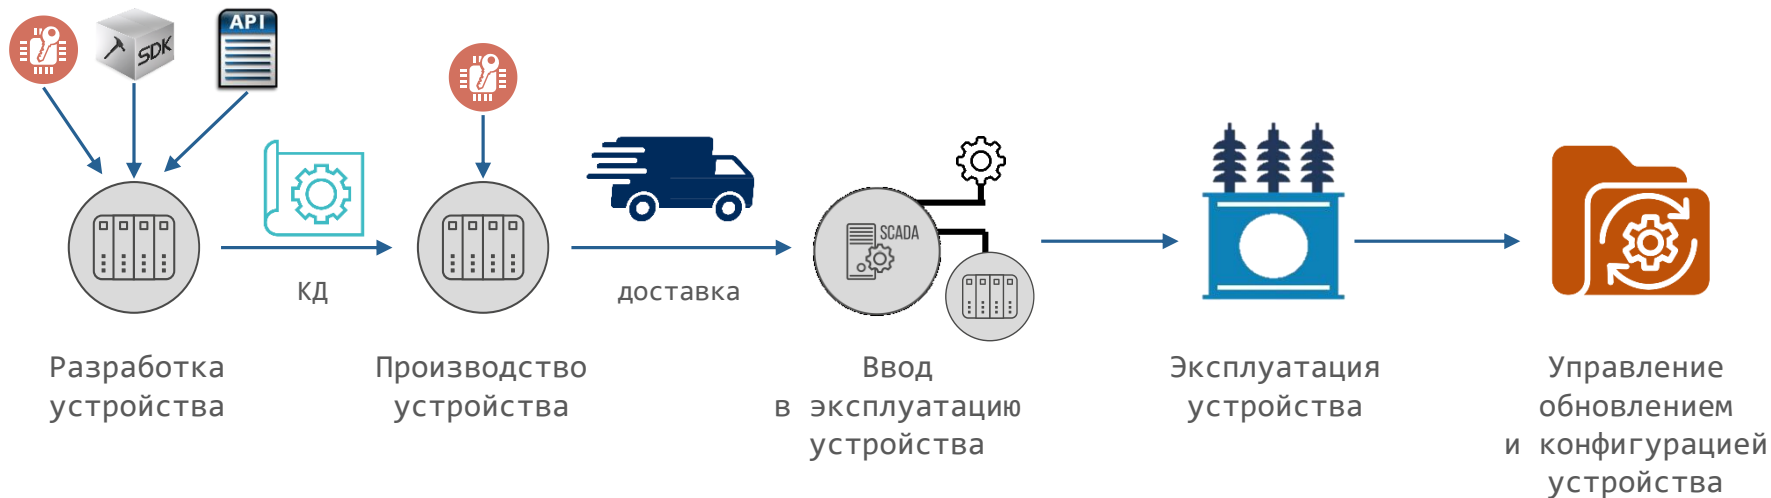 API
SDK
SCADA
КД
доставка
Разработка
устройства
Производство
устройства
Ввод
в эксплуатацию
устройства
Эксплуатация
устройства
Управление
обновлением
и конфигурацией
устройства